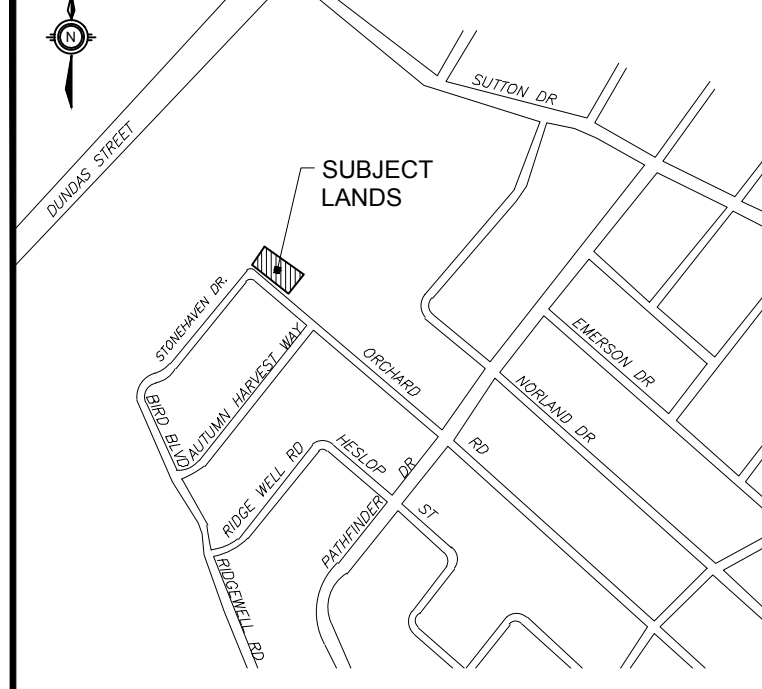 N
SUTTON DR
DUNDAS STREET
SUBJECT
LANDS
STONEHAVEN DR.
ORCHARD
RD
AUTUMN HARVEST WAY
BIRD BLVD
EMERSON DR
NORLAND DR
HESLOP
ST
RIDGE WELL RD
PATHFINDER DR
RIDGEWELL RD